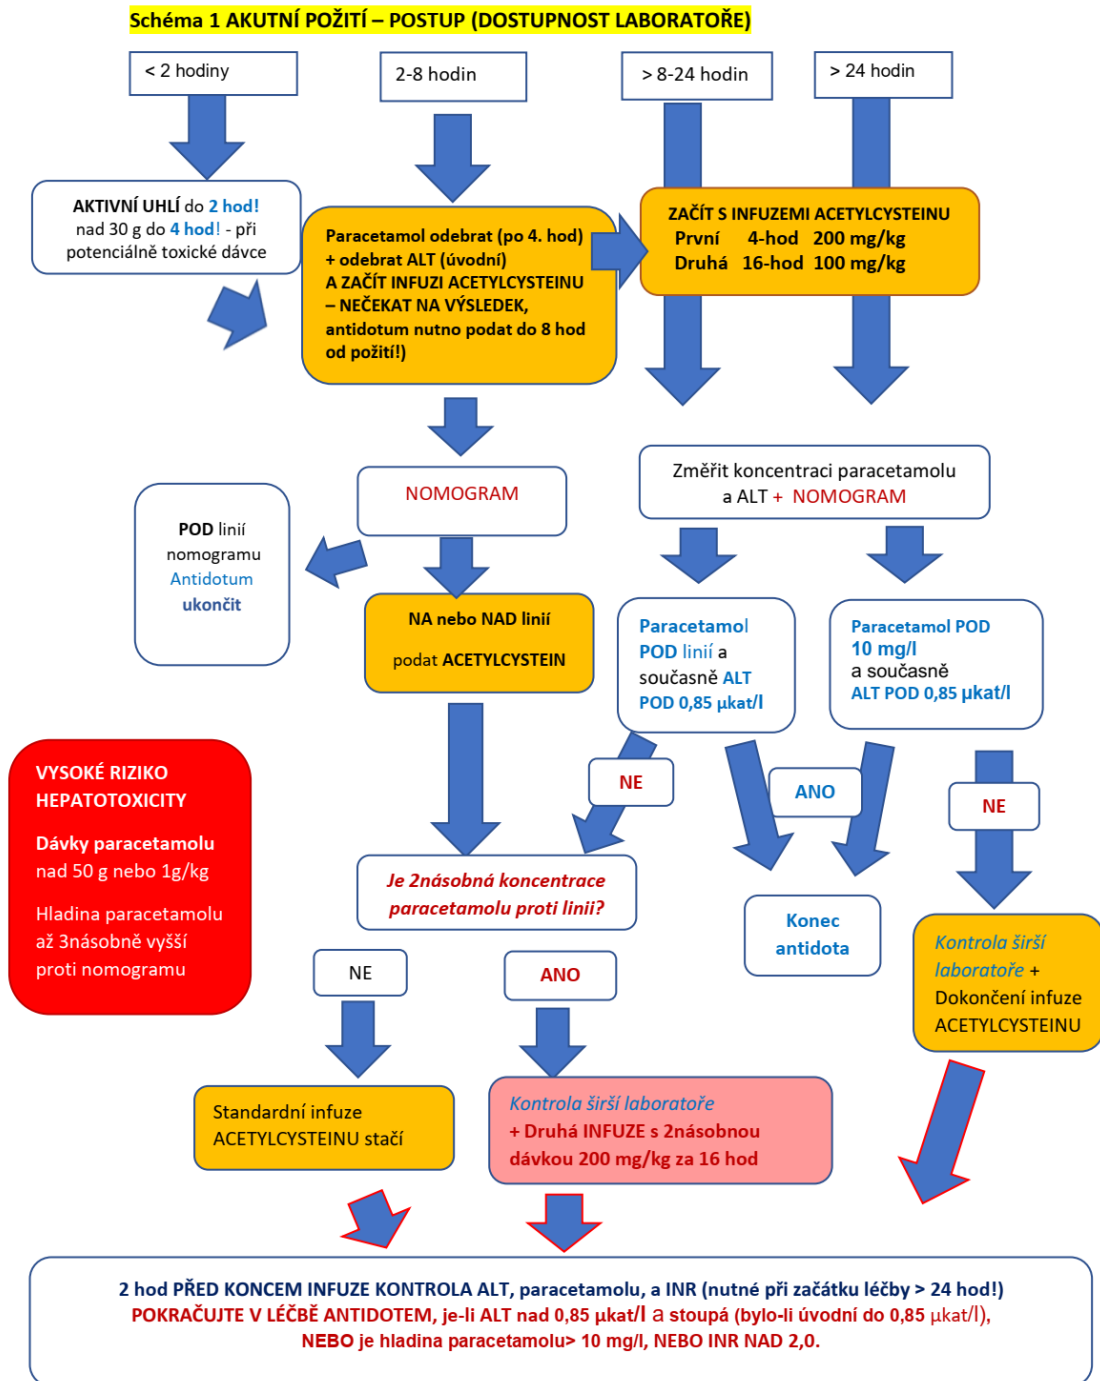 Schéma 1 AKUTNÍ POŽITÍ – POSTUP (DOSTUPNOST LABORATOŘE)
< 2 hodiny
2-8 hodin
> 8-24 hodin
> 24 hodin
AKTIVNÍ UHLÍ do 2 hod!
nad 30 g do 4 hod! - při
potenciálně toxické dávce
Paracetamol odebrat (po 4. hod)
+ odebrat ALT (úvodní)
A ZAČÍT INFUZI ACETYLCYSTEINU
– NEČEKAT NA VÝSLEDEK,
antidotum nutno podat do 8 hod
od požití!)
ZAČÍT S INFUZEMI ACETYLCYSTEINU
První 4-hod 200 mg/kg
Druhá 16-hod 100 mg/kg
NOMOGRAM
Změřit koncentraci paracetamolu
a ALT + NOMOGRAM
POD linií
nomogramu
Antidotum
ukončit
NA nebo NAD linií
podat ACETYLCYSTEIN
Paracetamol
POD linií a
současně ALT
POD 0,85 µkat/l
Paracetamol POD
10 mg/l
a současně
ALT POD 0,85 µkat/l
VYSOKÉ RIZIKO
HEPATOTOXICITY
Dávky paracetamolu
nad 50 g nebo 1g/kg
Hladina paracetamolu
až 3násobně vyšší
proti nomogramu
NE
ANO
NE
Je 2násobná koncentrace
paracetamolu proti linii?
Konec
antidota
Kontrola širší
laboratoře +
Dokončení infuze
ACETYLCYSTEINU
NE
ANO
Standardní infuze
ACETYLCYSTEINU stačí
Kontrola širší laboratoře
+ Druhá INFUZE s 2násobnou
dávkou 200 mg/kg za 16 hod
2 hod PŘED KONCEM INFUZE KONTROLA ALT, paracetamolu, a INR (nutné při začátku léčby > 24 hod!)
POKRAČUJTE V LÉČBĚ ANTIDOTEM, je-li ALT nad 0,85 µkat/l a stoupá (bylo-li úvodní do 0,85 µkat/l),
NEBO je hladina paracetamolu> 10 mg/l, NEBO INR NAD 2,0.